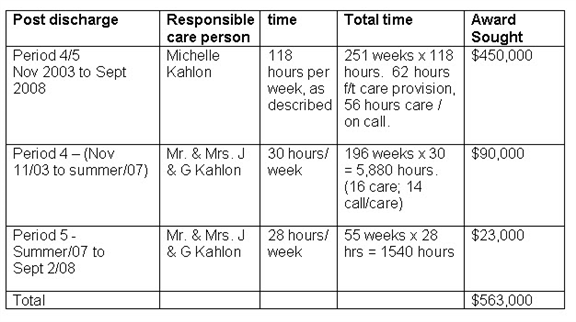 Post discharge
Responsible
care person
time
Total time
Award
Sought
Period 4/5
Nov 2003 to Sept
2008
Michelle
Kahlon
118
hours per
week, as
described
251 weeks x 118
hours.  62 hours
f/t care provision,
56 hours care /
on call.
$450,000
Period 4 – (Nov
11/03 to summer/07)
Mr. & Mrs. J
& G Kahlon
30 hours/
week
196 weeks x 30
= 5,880 hours.
(16 care; 14
call/care)
$90,000
Period 5 -
Summer/07 to
Sept 2/08
Mr. & Mrs. J
& G Kahlon
28 hours/
week
55 weeks x 28
hrs = 1540 hours
$23,000
Total
$563,000